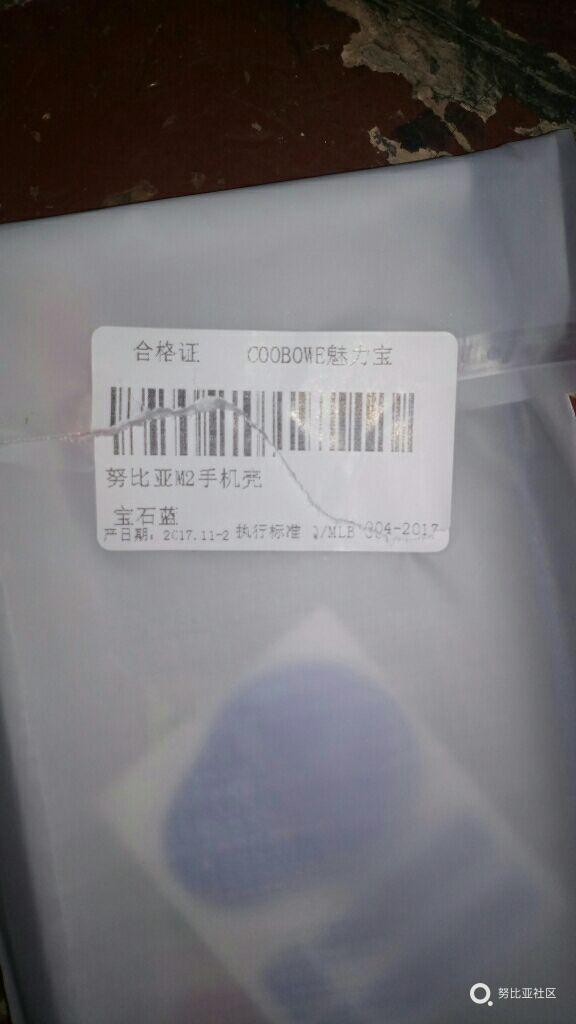 合格证 COOBOWE魅力宝
努比亚M2手机壳
宝石蓝
产日期: 2017.11-2 执行标准 Q/MLB 004-2017
努比亚社区